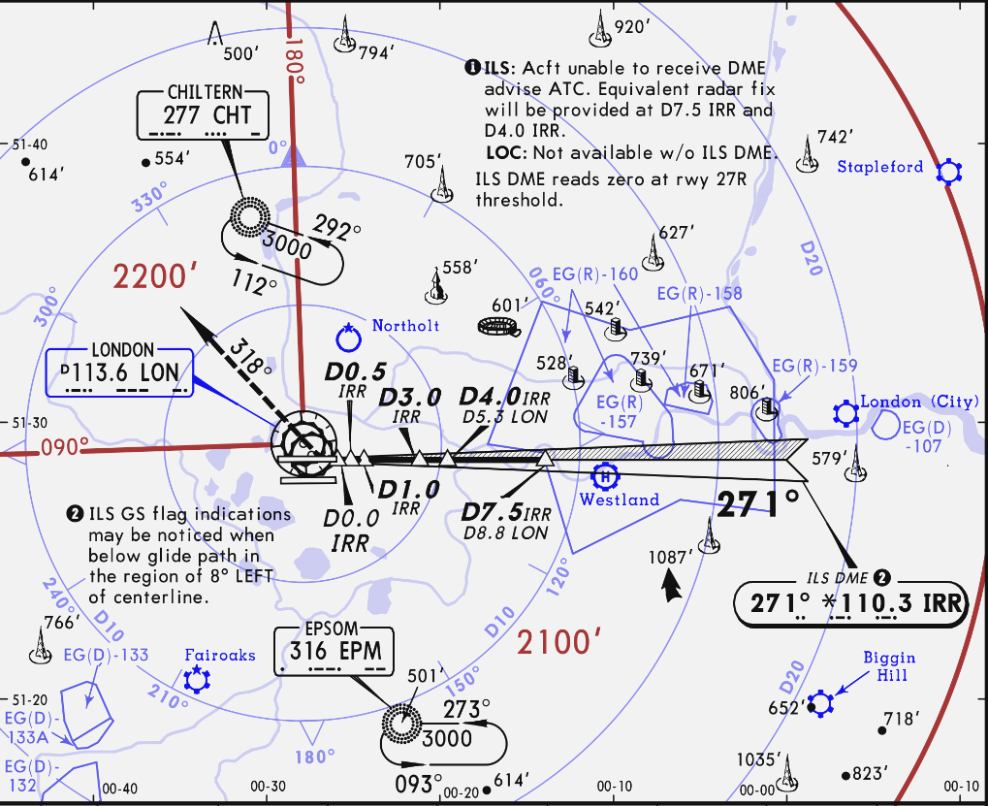 920'
180°
500'
794'
❶ ILS: Acft unable to receive DME
advise ATC. Equivalent radar fix
will be provided at D7.5 IRR and
D4.0 IRR.
LOC: Not available w/o ILS DME.
ILS DME reads zero at rwy 27R
threshold.
CHILTERN
277 CHT
742'
51-40
614'
554'
0°
705'
Stapleford
330°
292°
3000
112°
627'
D20
2200'
558'
060°
EG(R)-160
EG(R)-158
300°
601'
542'
Northolt
LONDON
D113.6 LON
318°
D0.5
IRR
D3.0
IRR
D4.0 IRR
D5.3 LON
528'
739'
671'
EG(R)-159
806'
EG(R)
-157
London (City)
EG(D)
-107
51-30
090°
579'
D1.0
IRR
D0.0
IRR
D7.5 IRR
D8.8 LON
Westland
271°
❷ ILS GS flag indications
may be noticed when
below glide path in
the region of 8° LEFT
of centerline.
1087'
120°
ILS DME ❷
271° *110.3 IRR
240°
D10
D10
766'
EG(D)-133
Fairoaks
EPSOM
316 EPM
2100'
Biggin
Hill
D20
210°
501'
150°
51-20
EG(D)-
133A
273°
3000
652'
718'
180°
EG(D)-
132
093°
614'
1035'
823'
00-40
00-30
00-20
00-10
00-00
00-10